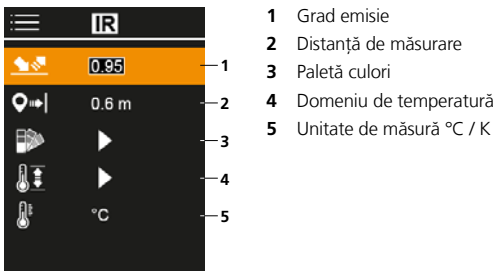 IR
0.95
0.6 m
°C
1
2
3
4
5
1 Grad emisie
2 Distanță de măsurare
3 Paletă culori
4 Domeniu de temperatură
5 Unitate de măsură °C / K